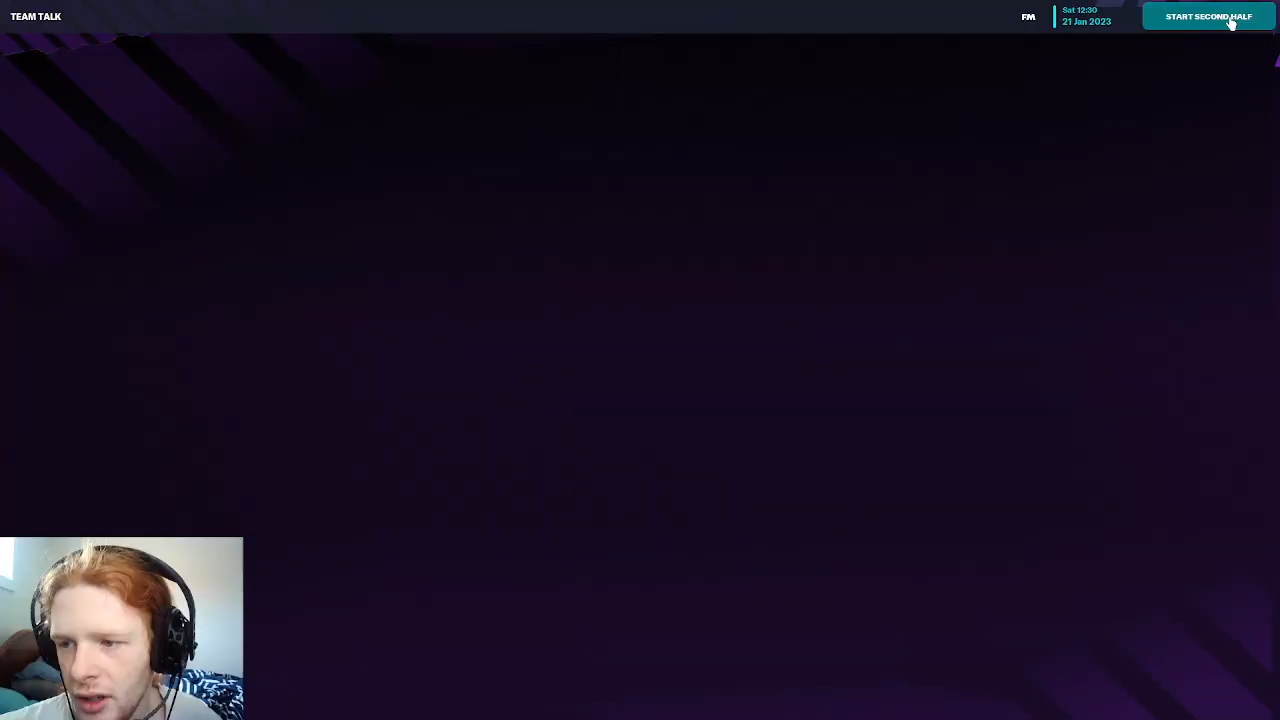 TEAM TALK
FM
Sat 12:30
21 Jan 2023
START SECOND HALF